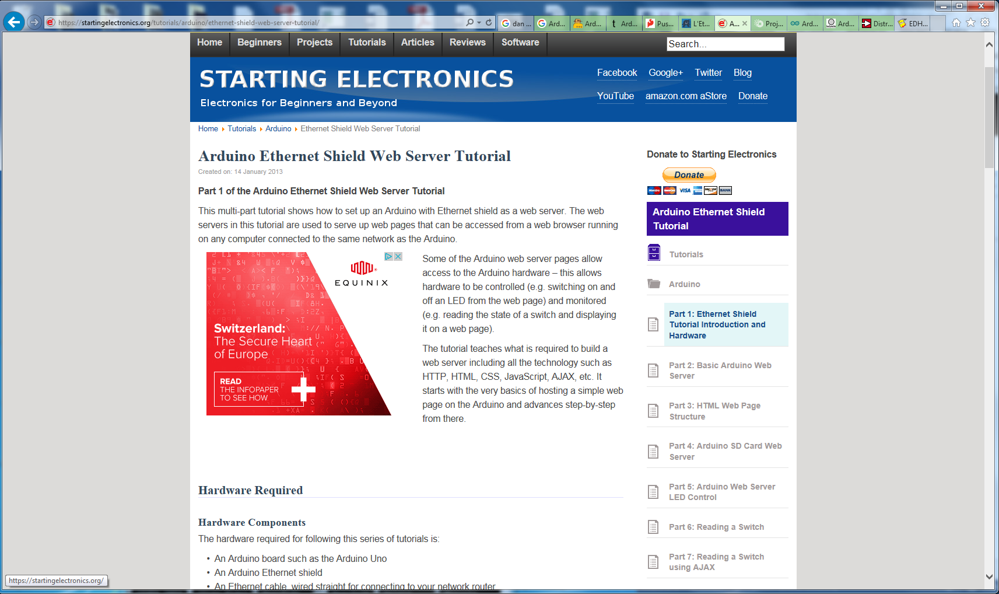 https://startingelectronics.org/tutorials/arduino/ethernet-shield-web-server-tutorial/
dan ...
Ard...
Ard...
Ard...
Pus...
L'Et...
A...
Proj...
Ard...
Ard...
Distr...
EDH...
Home
Beginners
Projects
Tutorials
Articles
Reviews
Software
Search...
STARTING ELECTRONICS
Electronics for Beginners and Beyond
Facebook
Google+
Twitter
Blog
YouTube
amazon.com aStore
Donate
Home
Tutorials
Arduino
Ethernet Shield Web Server Tutorial
Arduino Ethernet Shield Web Server Tutorial
Created on: 14 January 2013
Part 1 of the Arduino Ethernet Shield Web Server Tutorial
This multi-part tutorial shows how to set up an Arduino with Ethernet shield as a web server. The web
servers in this tutorial are used to serve up web pages that can be accessed from a web browser running
on any computer connected to the same network as the Arduino.
EQUINIX
Switzerland:
The Secure Heart
of Europe
READ
THE INFOPAPER
TO SEE HOW
Some of the Arduino web server pages allow
access to the Arduino hardware – this allows
hardware to be controlled (e.g. switching on and
off an LED from the web page) and monitored
(e.g. reading the state of a switch and displaying
it on a web page).
The tutorial teaches what is required to build a
web server including all the technology such as
HTTP, HTML, CSS, JavaScript, AJAX, etc. It
starts with the very basics of hosting a simple web
page on the Arduino and advances step-by-step
from there.
Hardware Required
Hardware Components
The hardware required for following this series of tutorials is:
• An Arduino board such as the Arduino Uno
• An Arduino Ethernet shield
• An Ethernet cable, wired straight for connecting to your network router
Donate to Starting Electronics
Donate
Maestro
MasterCard
VISA
DISCOVER
BANK
Arduino Ethernet Shield
Tutorial
Tutorials
Arduino
Part 1: Ethernet Shield
Tutorial Introduction and
Hardware
Part 2: Basic Arduino Web
Server
Part 3: HTML Web Page
Structure
Part 4: Arduino SD Card Web
Server
Part 5: Arduino Web Server
LED Control
Part 6: Reading a Switch
Part 7: Reading a Switch
using AJAX
https://startingelectronics.org/